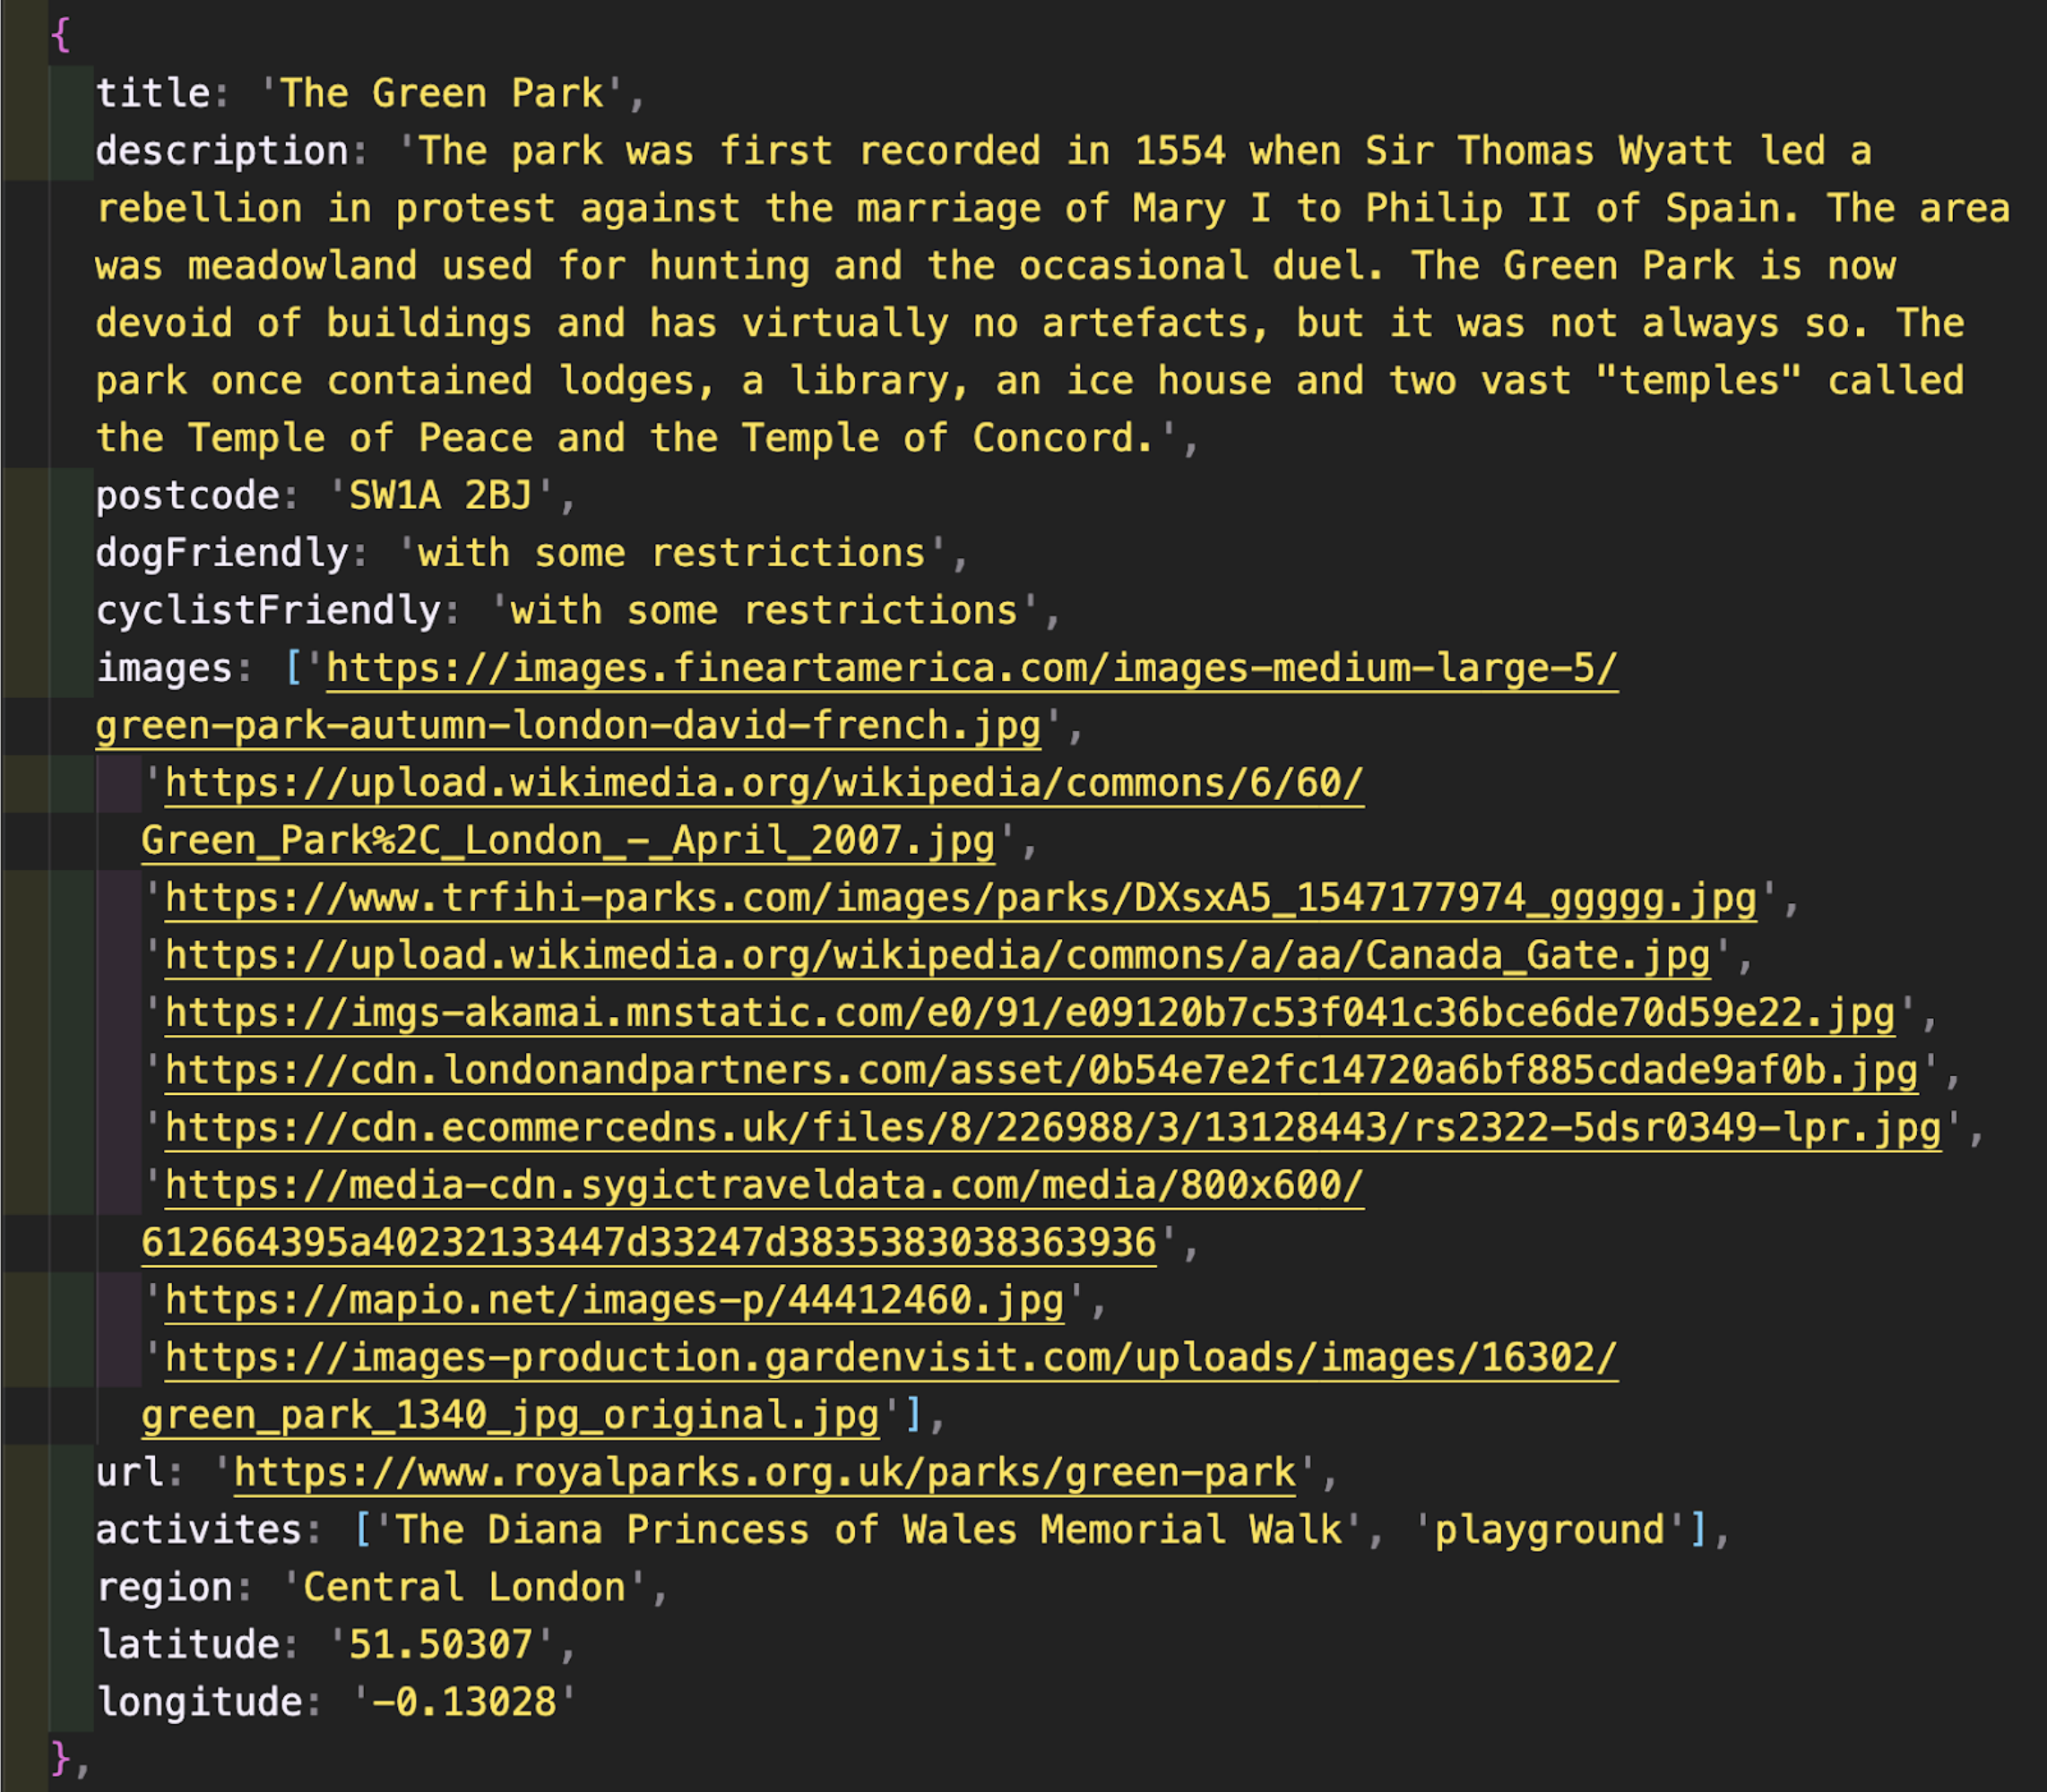 {
title: 'The Green Park',
description: 'The park was first recorded in 1554 when Sir Thomas Wyatt led a
rebellion in protest against the marriage of Mary I to Philip II of Spain. The area
was meadowland used for hunting and the occasional duel. The Green Park is now
devoid of buildings and has virtually no artefacts, but it was not always so. The
park once contained lodges, a library, an ice house and two vast "temples" called
the Temple of Peace and the Temple of Concord.',
postcode: 'SW1A 2BJ',
dogFriendly: 'with some restrictions',
cyclistFriendly: 'with some restrictions',
images: ['https://images.fineartamerica.com/images-medium-large-5/
green-park-autumn-london-david-french.jpg',
'https://upload.wikimedia.org/wikipedia/commons/6/60/
Green_Park%2C_London_-_April_2007.jpg',
'https://www.trfihi-parks.com/images/parks/DXsxA5_1547177974_ggggg.jpg',
'https://upload.wikimedia.org/wikipedia/commons/a/aa/Canada_Gate.jpg',
'https://imgs-akamai.mnstatic.com/e0/91/e09120b7c53f041c36bce6de70d59e22.jpg',
'https://cdn.londonandpartners.com/asset/0b54e7e2fc14720a6bf885cdade9af0b.jpg',
'https://cdn.ecommercedns.uk/files/8/226988/3/13128443/rs2322-5dsr0349-lpr.jpg',
'https://media-cdn.sygictraveldata.com/media/800x600/
612664395a40232133447d33247d3835383038363936',
'https://mapio.net/images-p/44412460.jpg',
'https://images-production.gardenvisit.com/uploads/images/16302/
green_park_1340_jpg_original.jpg'],
url: 'https://www.royalparks.org.uk/parks/green-park',
activites: ['The Diana Princess of Wales Memorial Walk', 'playground'],
region: 'Central London',
latitude: '51.50307',
longitude: '-0.13028'
},